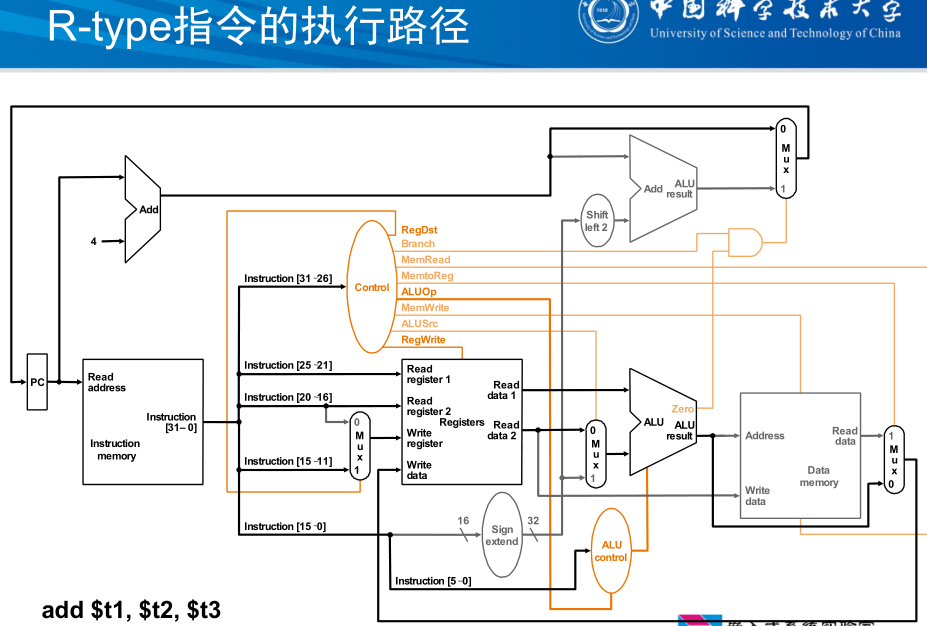 R-type指令的执行路径
中国科学技术大学
University of Science and Technology of China
0
M
u
x
1
Add
ALU
result
Shift
left 2
Add
4
RegDst
Branch
MemRead
MemtoReg
ALUOp
MemWrite
ALUSrc
RegWrite
Control
Instruction [31–26]
Instruction [25–21]
Instruction [20–16]
Instruction [15–11]
Instruction [15–0]
Instruction [5–0]
PC
Read
address
Instruction
[31–0]
Instruction
memory
0
M
u
x
1
Read
register 1
Read
register 2
Write
register
Write
data
Registers
Read
data 1
Read
data 2
0
M
u
x
1
Zero
ALU
ALU
result
Address
Read
data
Data
memory
Write
data
1
M
u
x
0
16
Sign
extend
32
ALU
control
add $t1, $t2, $t3